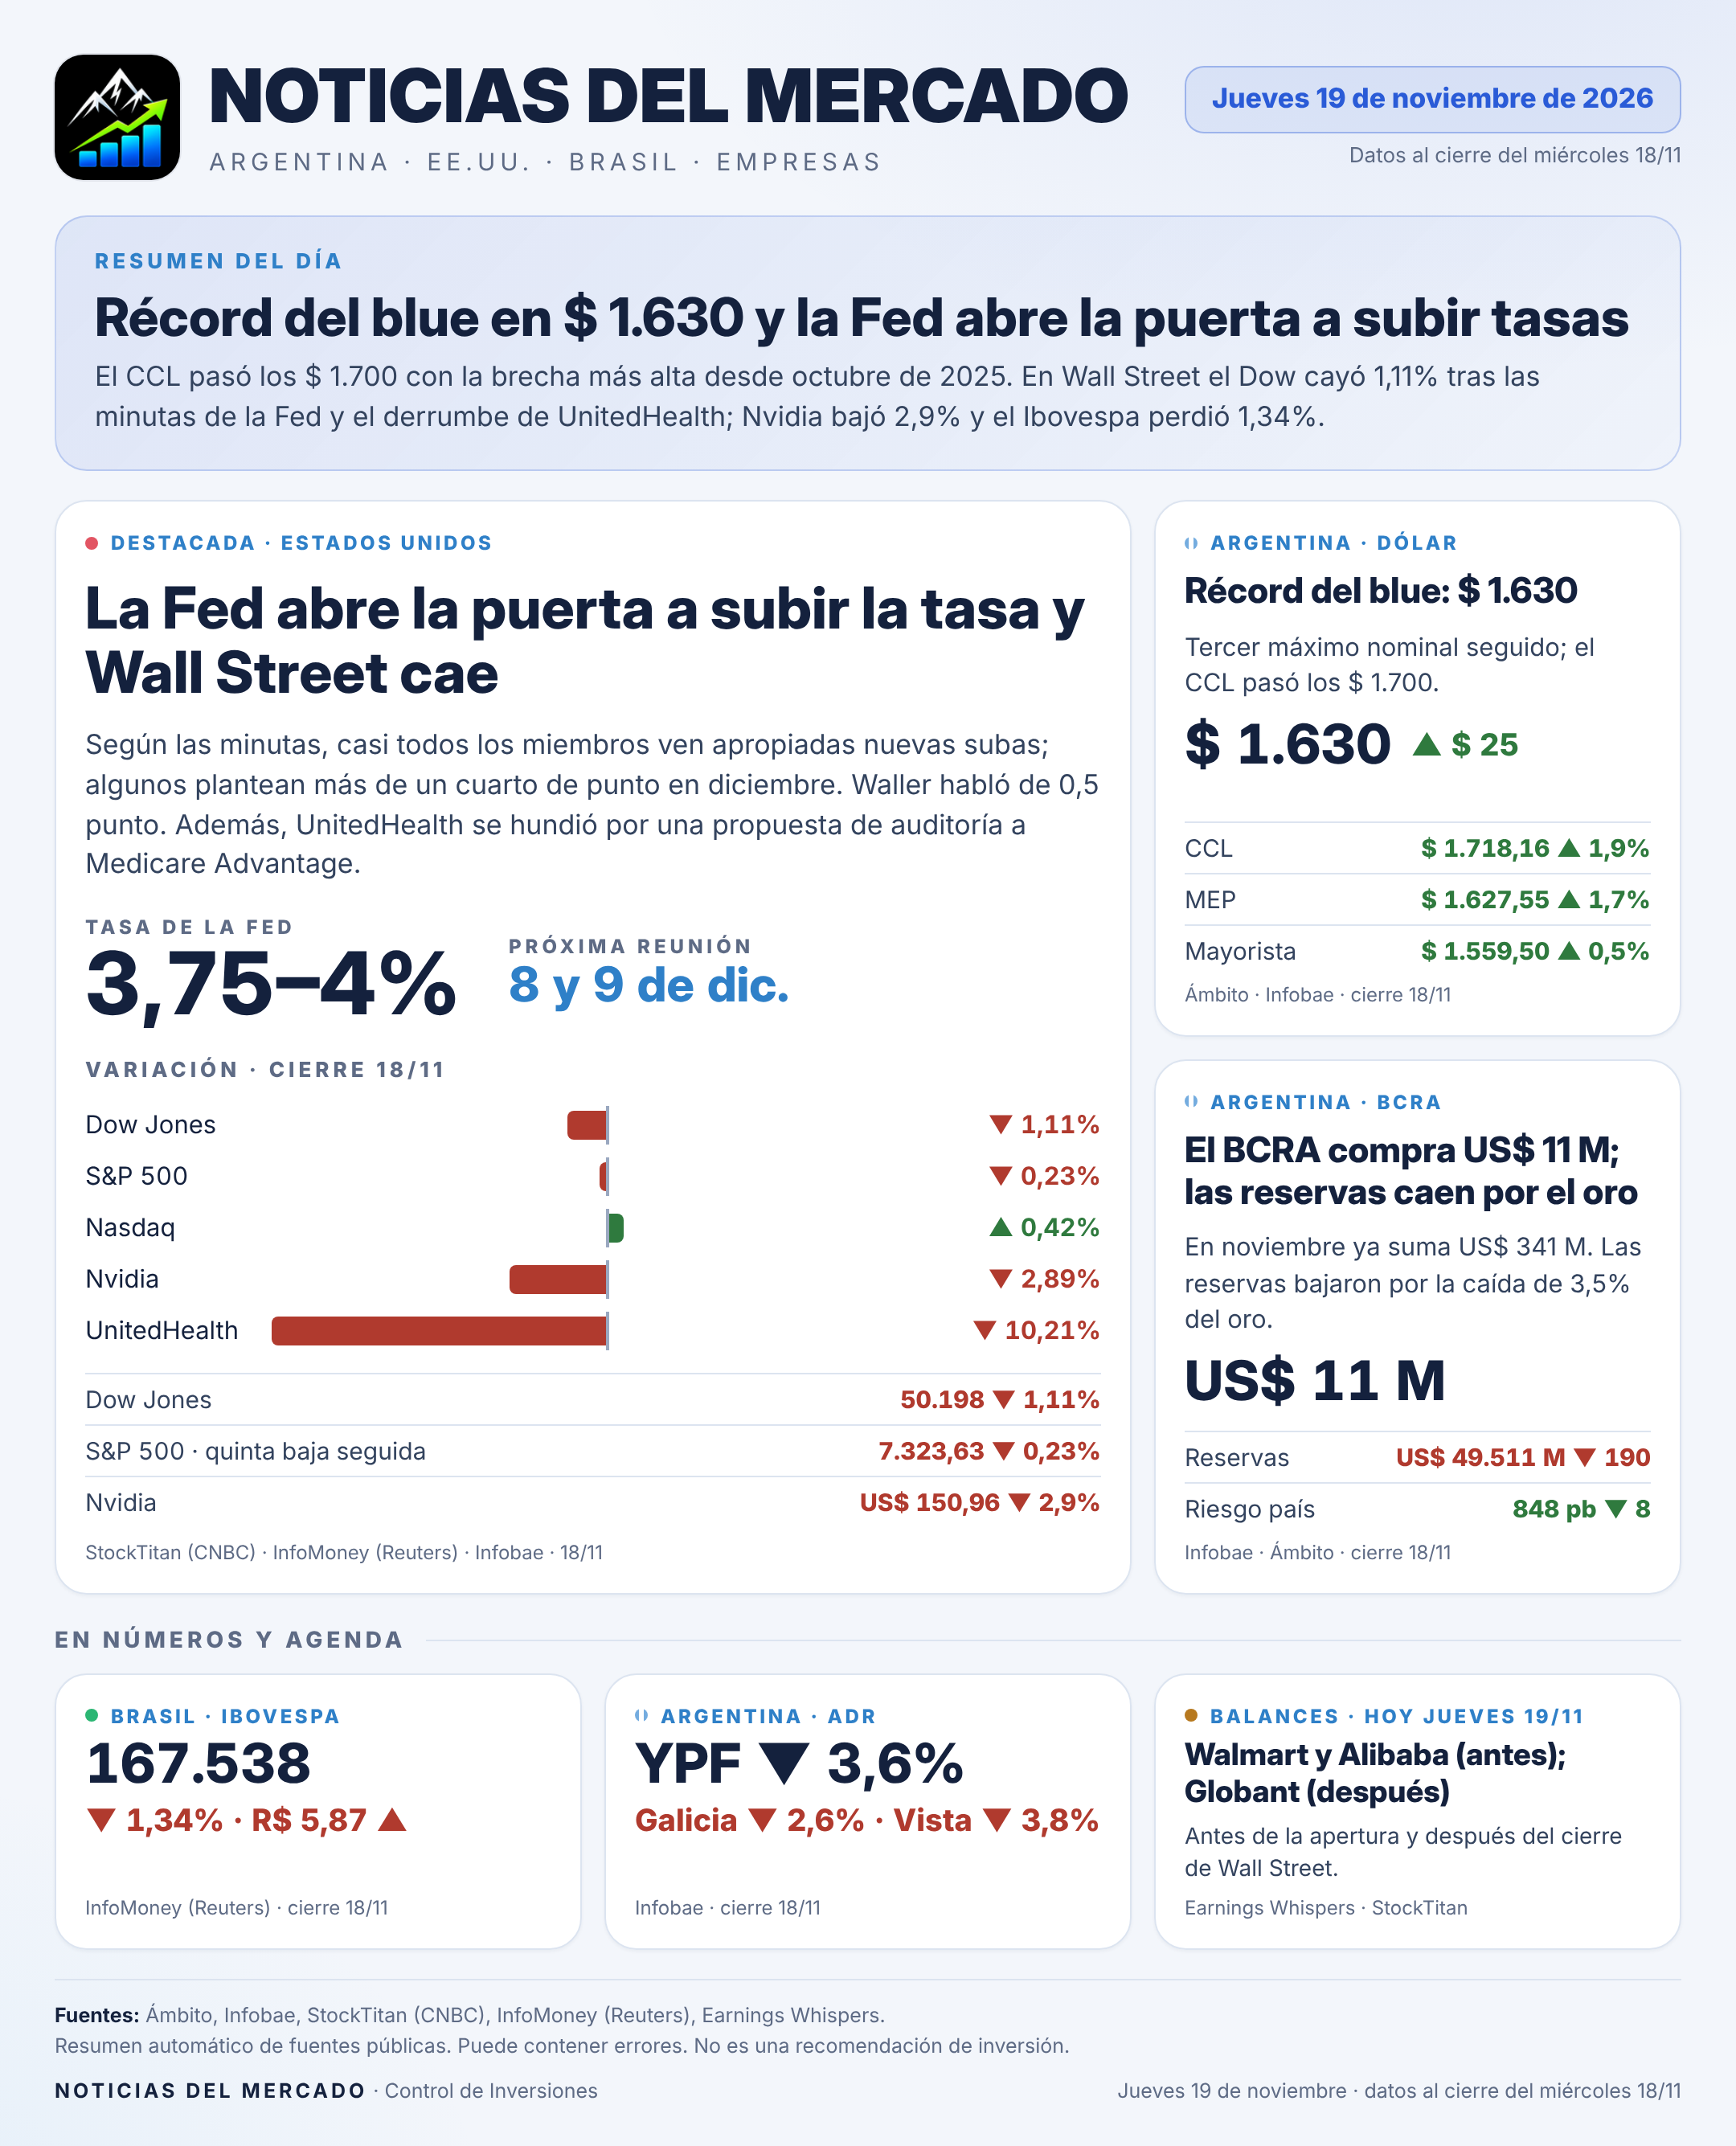 NOTICIAS DEL MERCADO
ARGENTINA · EE.UU. · BRASIL · EMPRESAS
Jueves 19 de noviembre de 2026
Datos al cierre del miércoles 18/11
RESUMEN DEL DÍA
Récord del blue en $ 1.630 y la Fed abre la puerta a subir tasas
El CCL pasó los $ 1.700 con la brecha más alta desde octubre de 2025. En Wall Street el Dow cayó 1,11% tras las
minutas de la Fed y el derrumbe de UnitedHealth; Nvidia bajó 2,9% y el Ibovespa perdió 1,34%.
DESTACADA · ESTADOS UNIDOS
La Fed abre la puerta a subir la tasa y
Wall Street cae
Según las minutas, casi todos los miembros ven apropiadas nuevas subas;
algunos plantean más de un cuarto de punto en diciembre. Waller habló de 0,5
punto. Además, UnitedHealth se hundió por una propuesta de auditoría a
Medicare Advantage.
TASA DE LA FED
3,75–4%
PRÓXIMA REUNIÓN
8 y 9 de dic.
VARIACIÓN · CIERRE 18/11
Dow Jones ▼ 1,11%
S&P 500 ▼ 0,23%
Nasdaq ▲ 0,42%
Nvidia ▼ 2,89%
UnitedHealth ▼ 10,21%
Dow Jones 50.198 ▼ 1,11%
S&P 500 · quinta baja seguida 7.323,63 ▼ 0,23%
Nvidia US$ 150,96 ▼ 2,9%
StockTitan (CNBC) · InfoMoney (Reuters) · Infobae · 18/11
ARGENTINA · DÓLAR
Récord del blue: $ 1.630
Tercer máximo nominal seguido; el
CCL pasó los $ 1.700.
$ 1.630 ▲ $ 25
CCL $ 1.718,16 ▲ 1,9%
MEP $ 1.627,55 ▲ 1,7%
Mayorista $ 1.559,50 ▲ 0,5%
Ámbito · Infobae · cierre 18/11
ARGENTINA · BCRA
El BCRA compra US$ 11 M;
las reservas caen por el oro
En noviembre ya suma US$ 341 M. Las
reservas bajaron por la caída de 3,5%
del oro.
US$ 11 M
Reservas US$ 49.511 M ▼ 190
Riesgo país 848 pb ▼ 8
Infobae · Ámbito · cierre 18/11
EN NÚMEROS Y AGENDA
BRASIL · IBOVESPA
167.538
▼ 1,34% · R$ 5,87 ▲
InfoMoney (Reuters) · cierre 18/11
ARGENTINA · ADR
YPF ▼ 3,6%
Galicia ▼ 2,6% · Vista ▼ 3,8%
Infobae · cierre 18/11
BALANCES · HOY JUEVES 19/11
Walmart y Alibaba (antes);
Globant (después)
Antes de la apertura y después del cierre
de Wall Street.
Earnings Whispers · StockTitan
Fuentes: Ámbito, Infobae, StockTitan (CNBC), InfoMoney (Reuters), Earnings Whispers.
Resumen automático de fuentes públicas. Puede contener errores. No es una recomendación de inversión.
NOTICIAS DEL MERCADO · Control de Inversiones
Jueves 19 de noviembre · datos al cierre del miércoles 18/11